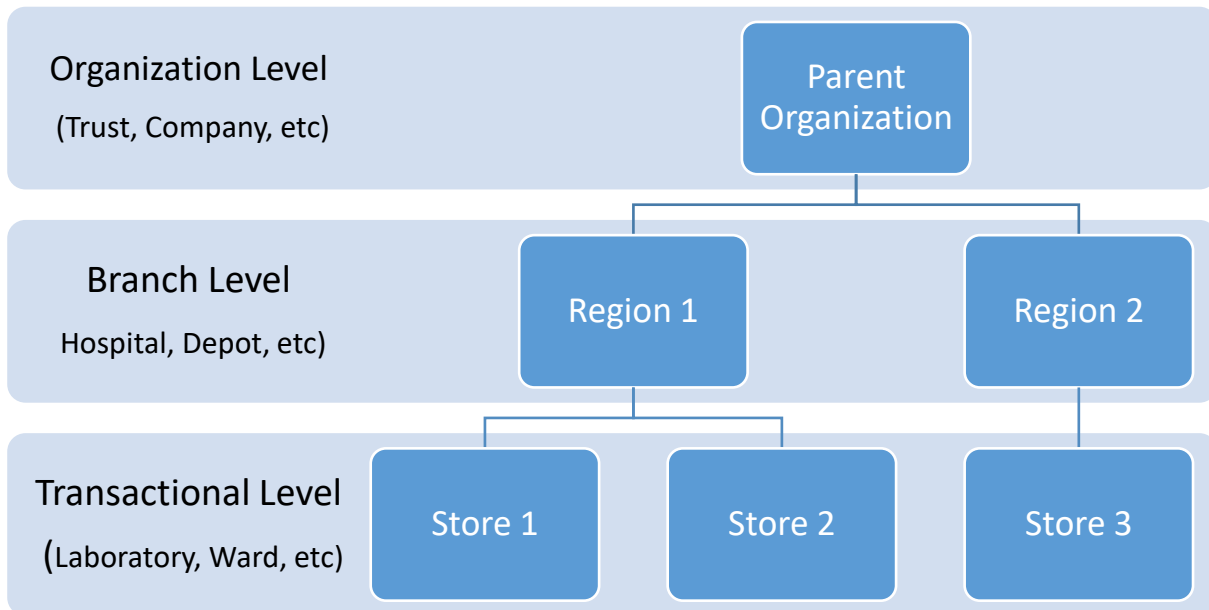 Organization Level
(Trust, Company, etc)
Parent
Organization
Branch Level
Hospital, Depot, etc)
Region 1
Region 2
Transactional Level
(Laboratory, Ward, etc)
Store 1
Store 2
Store 3